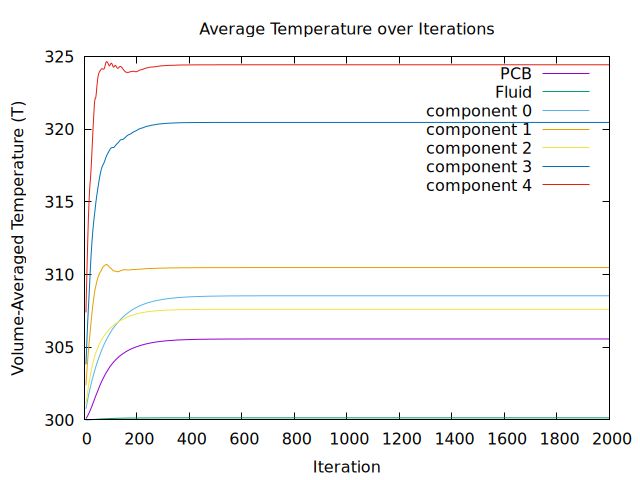 Average Temperature over Iterations
Volume-Averaged Temperature (T)
325
320
315
310
305
300
PCB
Fluid
component 0
component 1
component 2
component 3
component 4
0 200 400 600 800 1000 1200 1400 1600 1800 2000
Iteration